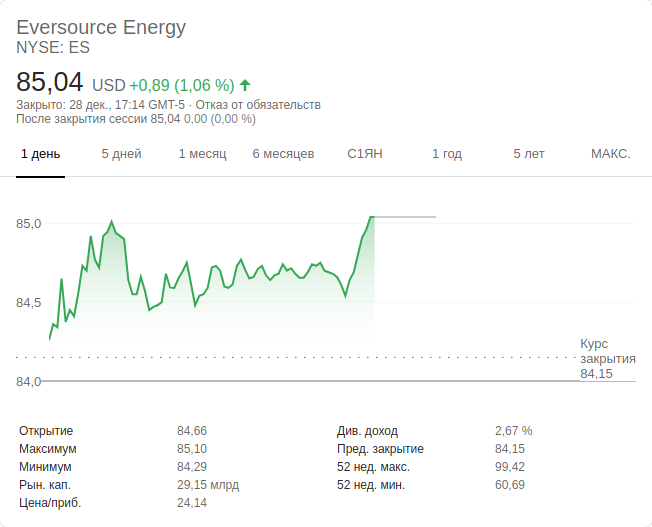 Eversource Energy
NYSE: ES
85,04 USD +0,89 (1,06 %)
Закрыто: 28 дек., 17:14 GMT-5 · Отказ от обязательств
После закрытия сессии 85,04 0,00 (0,00 %)
1 день 5 дней 1 месяц 6 месяцев С1ЯН 1 год 5 лет МАКС.
85,0
84,5
Курс
закрытия
84,15
84,0
Открытие 84,66 Див. доход 2,67 %
Максимум 85,10 Пред. закрытие 84,15
Минимум 84,29 52 нед. макс. 99,42
Рын. кап. 29,15 млрд 52 нед. мин. 60,69
Цена/приб. 24,14